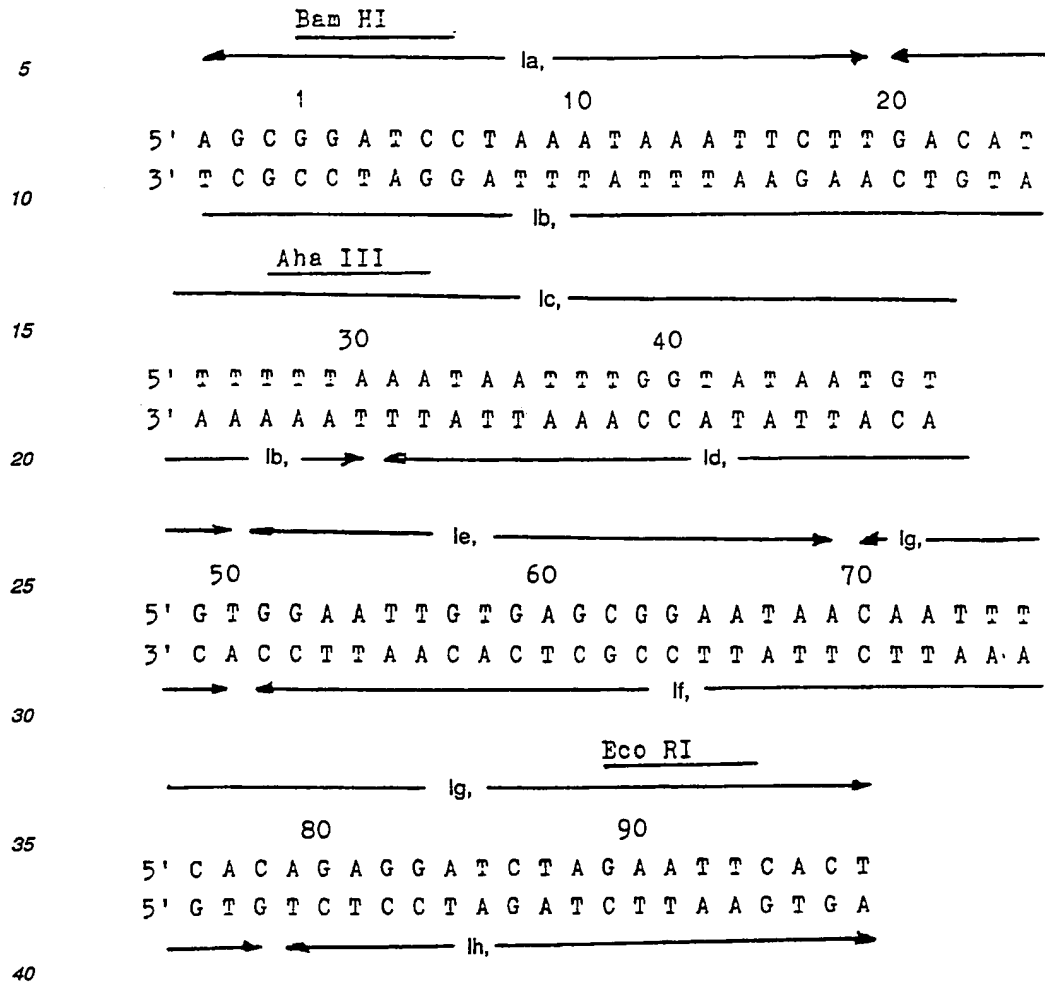 Bam HI
5 Ia,
1 10 20
5' A G C G G A T C C T A A A T A A A T T C T T G A C A T
3' T C G C C T A G G A T T T A T T T A A G A A C T G T A
10
Ib,
Aha III
Ic,
15
30 40
5' T T T T T A A A T A A T T T G G T A T A A T G T
3' A A A A A T T T A T T A A A C C A T A T T A C A
20 Ib, Id,
Ie, Ig,
25 50 60 70
5' G T G G A A T T G T G A G C G G A A T A A C A A T T T
3' C A C C T T A A C A C T C G C C T T A T T C T T A A A
30 If,
Eco RI
Ig,
35 80 90
5' C A C A G A G G A T C T A G A A T T C A C T
5' G T G T C T C C T A G A T C T T A A G T G A
Ih,
40